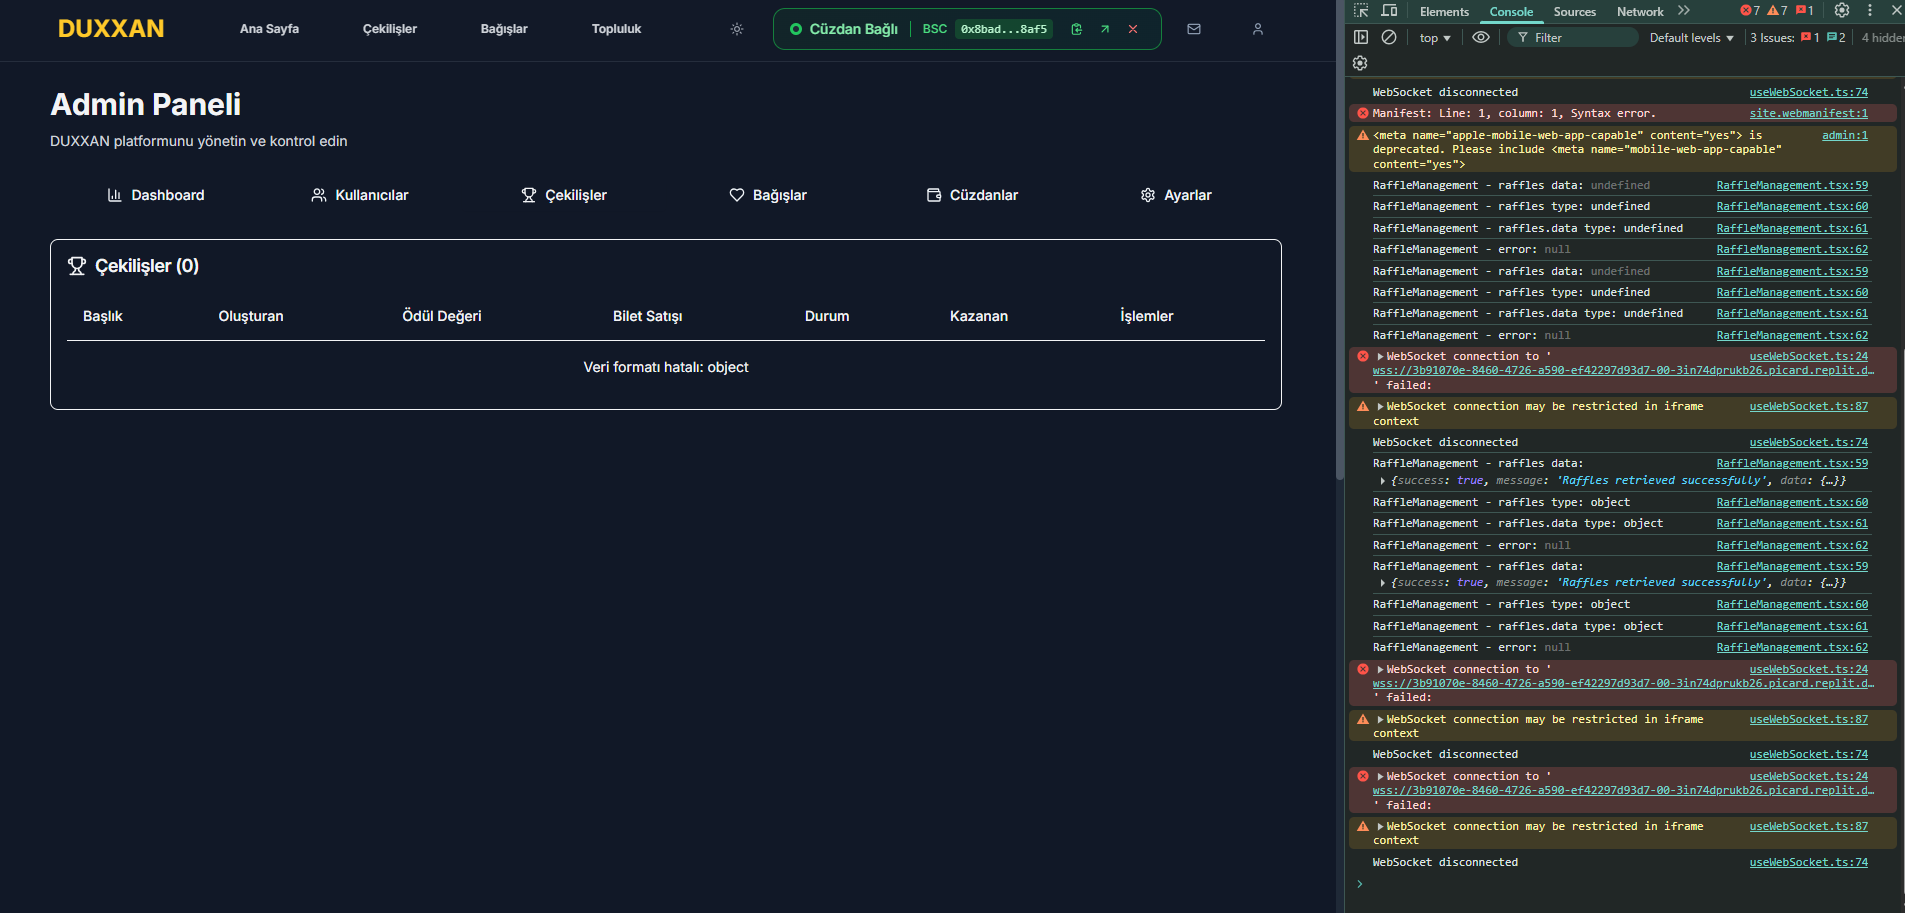 DUXXAN
Ana Sayfa
Çekilişler
Bağışlar
Topluluk
Cüzdan Bağlı
BSC
0x8bad...8af5
Admin Paneli
DUXXAN platformunu yönetin ve kontrol edin
Dashboard
Kullanıcılar
Çekilişler
Bağışlar
Cüzdanlar
Ayarlar
Çekilişler (0)
Başlık Oluşturan Ödül Değeri Bilet Satışı Durum Kazanan İşlemler
Veri formatı hatalı: object
Elements Console Sources Network 7 7 1
top Filter Default levels 3 Issues: 1 2 4 hidden
WebSocket disconnected useWebSocket.ts:74
Manifest: Line: 1, column: 1, Syntax error. site.webmanifest:1
<meta name="apple-mobile-web-app-capable" content="yes"> is admin:1
deprecated. Please include <meta name="mobile-web-app-capable"
content="yes">
RaffleManagement - raffles data: undefined RaffleManagement.tsx:59
RaffleManagement - raffles type: undefined RaffleManagement.tsx:60
RaffleManagement - raffles.data type: undefined RaffleManagement.tsx:61
RaffleManagement - error: null RaffleManagement.tsx:62
RaffleManagement - raffles data: undefined RaffleManagement.tsx:59
RaffleManagement - raffles type: undefined RaffleManagement.tsx:60
RaffleManagement - raffles.data type: undefined RaffleManagement.tsx:61
RaffleManagement - error: null RaffleManagement.tsx:62
WebSocket connection to ' useWebSocket.ts:24
wss://3b91070e-8460-4726-a590-ef42297d93d7-00-3in74dprukb26.picard.replit.d…
' failed:
WebSocket connection may be restricted in iframe useWebSocket.ts:87
context
WebSocket disconnected useWebSocket.ts:74
RaffleManagement - raffles data: RaffleManagement.tsx:59
{success: true, message: 'Raffles retrieved successfully', data: {…}}
RaffleManagement - raffles type: object RaffleManagement.tsx:60
RaffleManagement - raffles.data type: object RaffleManagement.tsx:61
RaffleManagement - error: null RaffleManagement.tsx:62
RaffleManagement - raffles data: RaffleManagement.tsx:59
{success: true, message: 'Raffles retrieved successfully', data: {…}}
RaffleManagement - raffles type: object RaffleManagement.tsx:60
RaffleManagement - raffles.data type: object RaffleManagement.tsx:61
RaffleManagement - error: null RaffleManagement.tsx:62
WebSocket connection to ' useWebSocket.ts:24
wss://3b91070e-8460-4726-a590-ef42297d93d7-00-3in74dprukb26.picard.replit.d…
' failed:
WebSocket connection may be restricted in iframe useWebSocket.ts:87
context
WebSocket disconnected useWebSocket.ts:74
WebSocket connection to ' useWebSocket.ts:24
wss://3b91070e-8460-4726-a590-ef42297d93d7-00-3in74dprukb26.picard.replit.d…
' failed:
WebSocket connection may be restricted in iframe useWebSocket.ts:87
context
WebSocket disconnected useWebSocket.ts:74